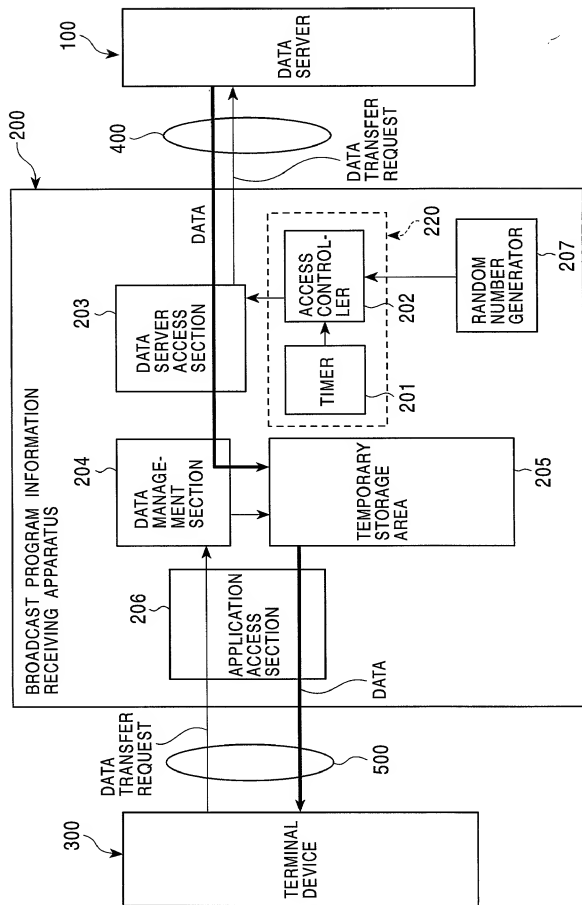 BROADCAST PROGRAM INFORMATION
RECEIVING APPARATUS
200
300
TERMINAL
DEVICE
DATA TRANSFER
REQUEST
500
DATA
206
APPLICATION
ACCESS
SECTION
204
DATA
MANAGE-
MENT
SECTION
205
TEMPORARY
STORAGE
AREA
203
DATA SERVER
ACCESS
SECTION
DATA
TIMER
201
ACCESS
CONTROL-
LER
202
220
RANDOM
NUMBER
GENERATOR
207
400
DATA
TRANSFER
REQUEST
100
DATA
SERVER